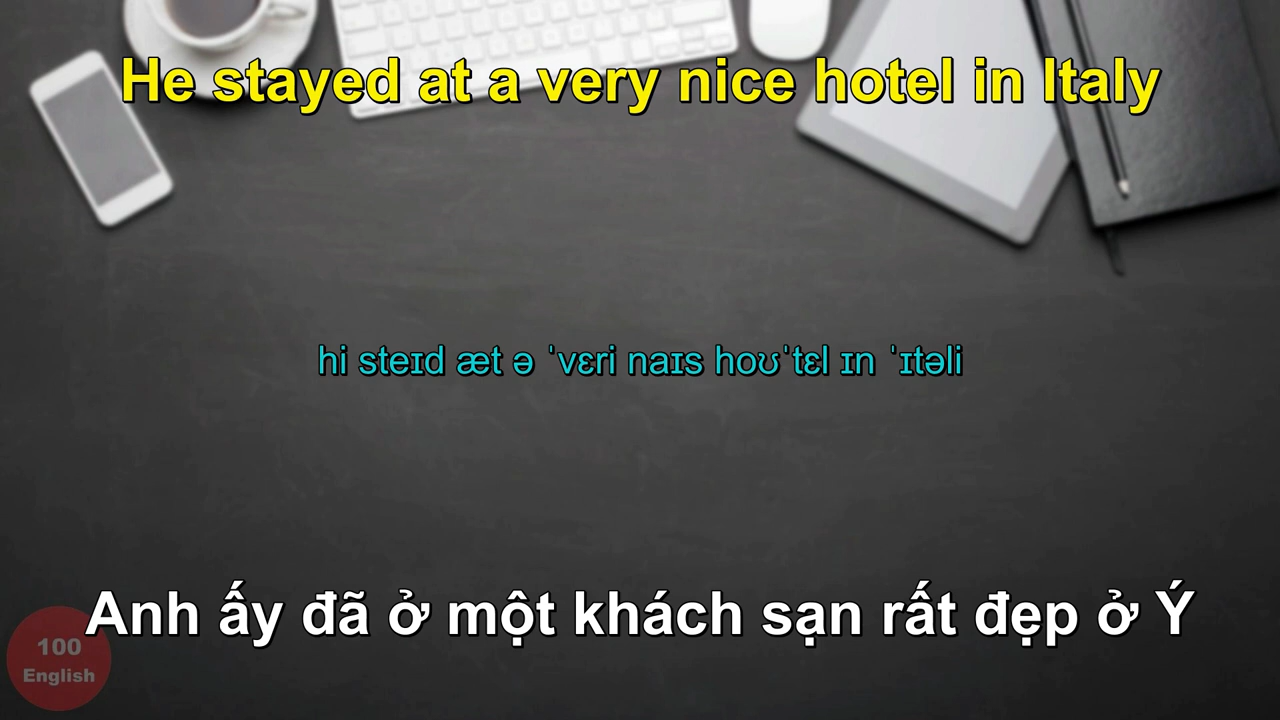 He stayed at a very nice hotel in Italy
hi steɪd æt ə ˈvɛri naɪs hoʊˈtɛl ɪn ˈɪtəli
Anh ấy đã ở một khách sạn rất đẹp ở Ý
100
English